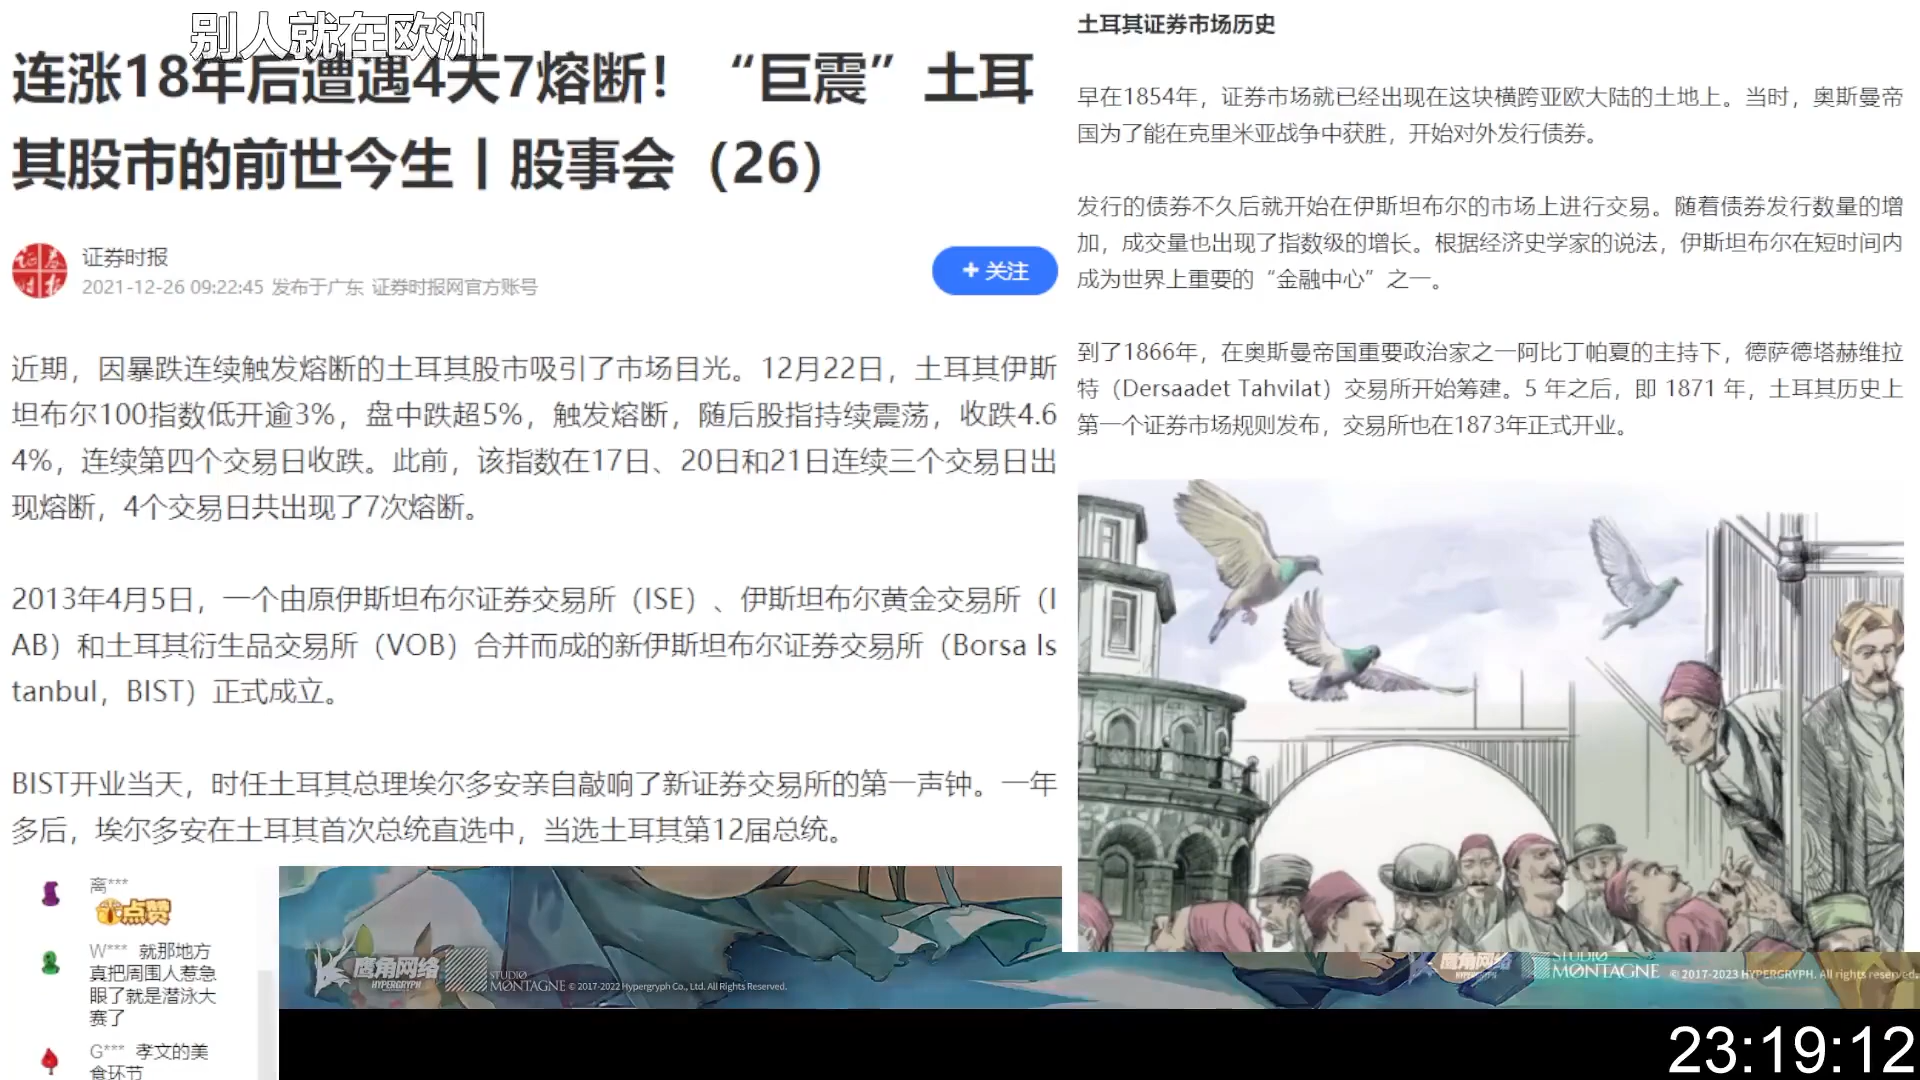 别人就在欧洲
连涨18年后遭遇4天7熔断！“巨震”土耳
其股市的前世今生丨股事会（26）
证券时报
2021-12-26 09:22:45 发布于广东 证券时报网官方账号
+ 关注
近期，因暴跌连续触发熔断的土耳其股市吸引了市场目光。12月22日，土耳其伊斯
坦布尔100指数低开逾3%，盘中跌超5%，触发熔断，随后股指持续震荡，收跌4.6
4%，连续第四个交易日收跌。此前，该指数在17日、20日和21日连续三个交易日出
现熔断，4个交易日共出现了7次熔断。
2013年4月5日，一个由原伊斯坦布尔证券交易所（ISE）、伊斯坦布尔黄金交易所（I
AB）和土耳其衍生品交易所（VOB）合并而成的新伊斯坦布尔证券交易所（Borsa Is
tanbul，BIST）正式成立。
BIST开业当天，时任土耳其总理埃尔多安亲自敲响了新证券交易所的第一声钟。一年
多后，埃尔多安在土耳其首次总统直选中，当选土耳其第12届总统。
土耳其证券市场历史
早在1854年，证券市场就已经出现在这块横跨亚欧大陆的土地上。当时，奥斯曼帝
国为了能在克里米亚战争中获胜，开始对外发行债券。
发行的债券不久后就开始在伊斯坦布尔的市场上进行交易。随着债券发行数量的增
加，成交量也出现了指数级的增长。根据经济史学家的说法，伊斯坦布尔在短时间内
成为世界上重要的“金融中心”之一。
到了1866年，在奥斯曼帝国重要政治家之一阿比丁帕夏的主持下，德萨德塔赫维拉
特（Dersaadet Tahvilat）交易所开始筹建。5 年之后，即 1871 年，土耳其历史上
第一个证券市场规则发布，交易所也在1873年正式开业。
离***
点赞
W*** 就那地方
真把周围人惹急
眼了就是潜泳大
赛了
G*** 孝文的美
食环节
鹰角网络
HYPERGRYPH
STUDIO
MØNTAGNE © 2017-2022 Hypergryph Co., Ltd. All Rights Reserved.
鹰角网络
HYPERGRYPH
STUDIO
MØNTAGNE © 2017-2023 HYPERGRYPH. All rights reserved.
23:19:12